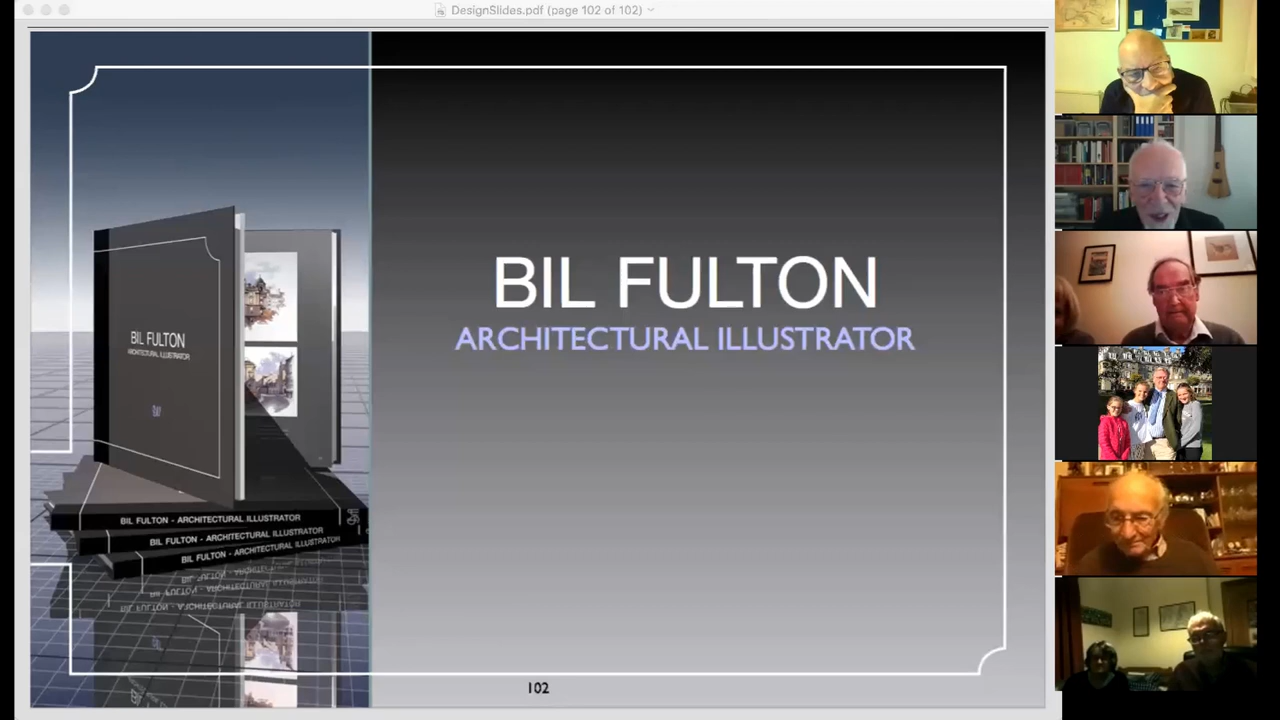 DesignSlides.pdf (page 102 of 102)
BIL FULTON
ARCHITECTURAL ILLUSTRATOR
BIL FULTON
ARCHITECTURAL ILLUSTRATOR
BIL FULTON - ARCHITECTURAL ILLUSTRATOR
BIL FULTON - ARCHITECTURAL ILLUSTRATOR
BIL FULTON - ARCHITECTURAL ILLUSTRATOR
102